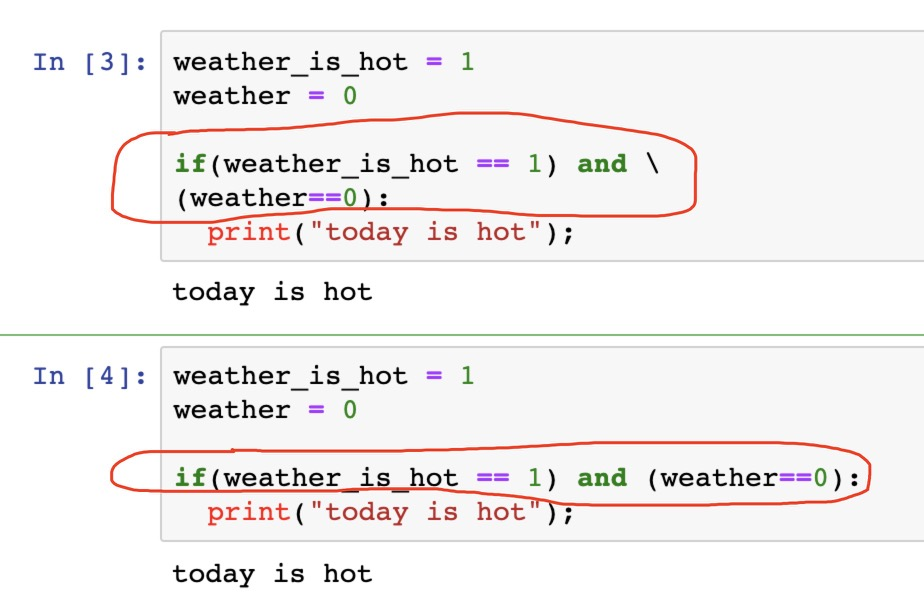 In [3]: weather_is_hot = 1
weather = 0
if(weather_is_hot == 1) and \
(weather==0):
print("today is hot");
today is hot
In [4]: weather_is_hot = 1
weather = 0
if(weather_is_hot == 1) and (weather==0):
print("today is hot");
today is hot